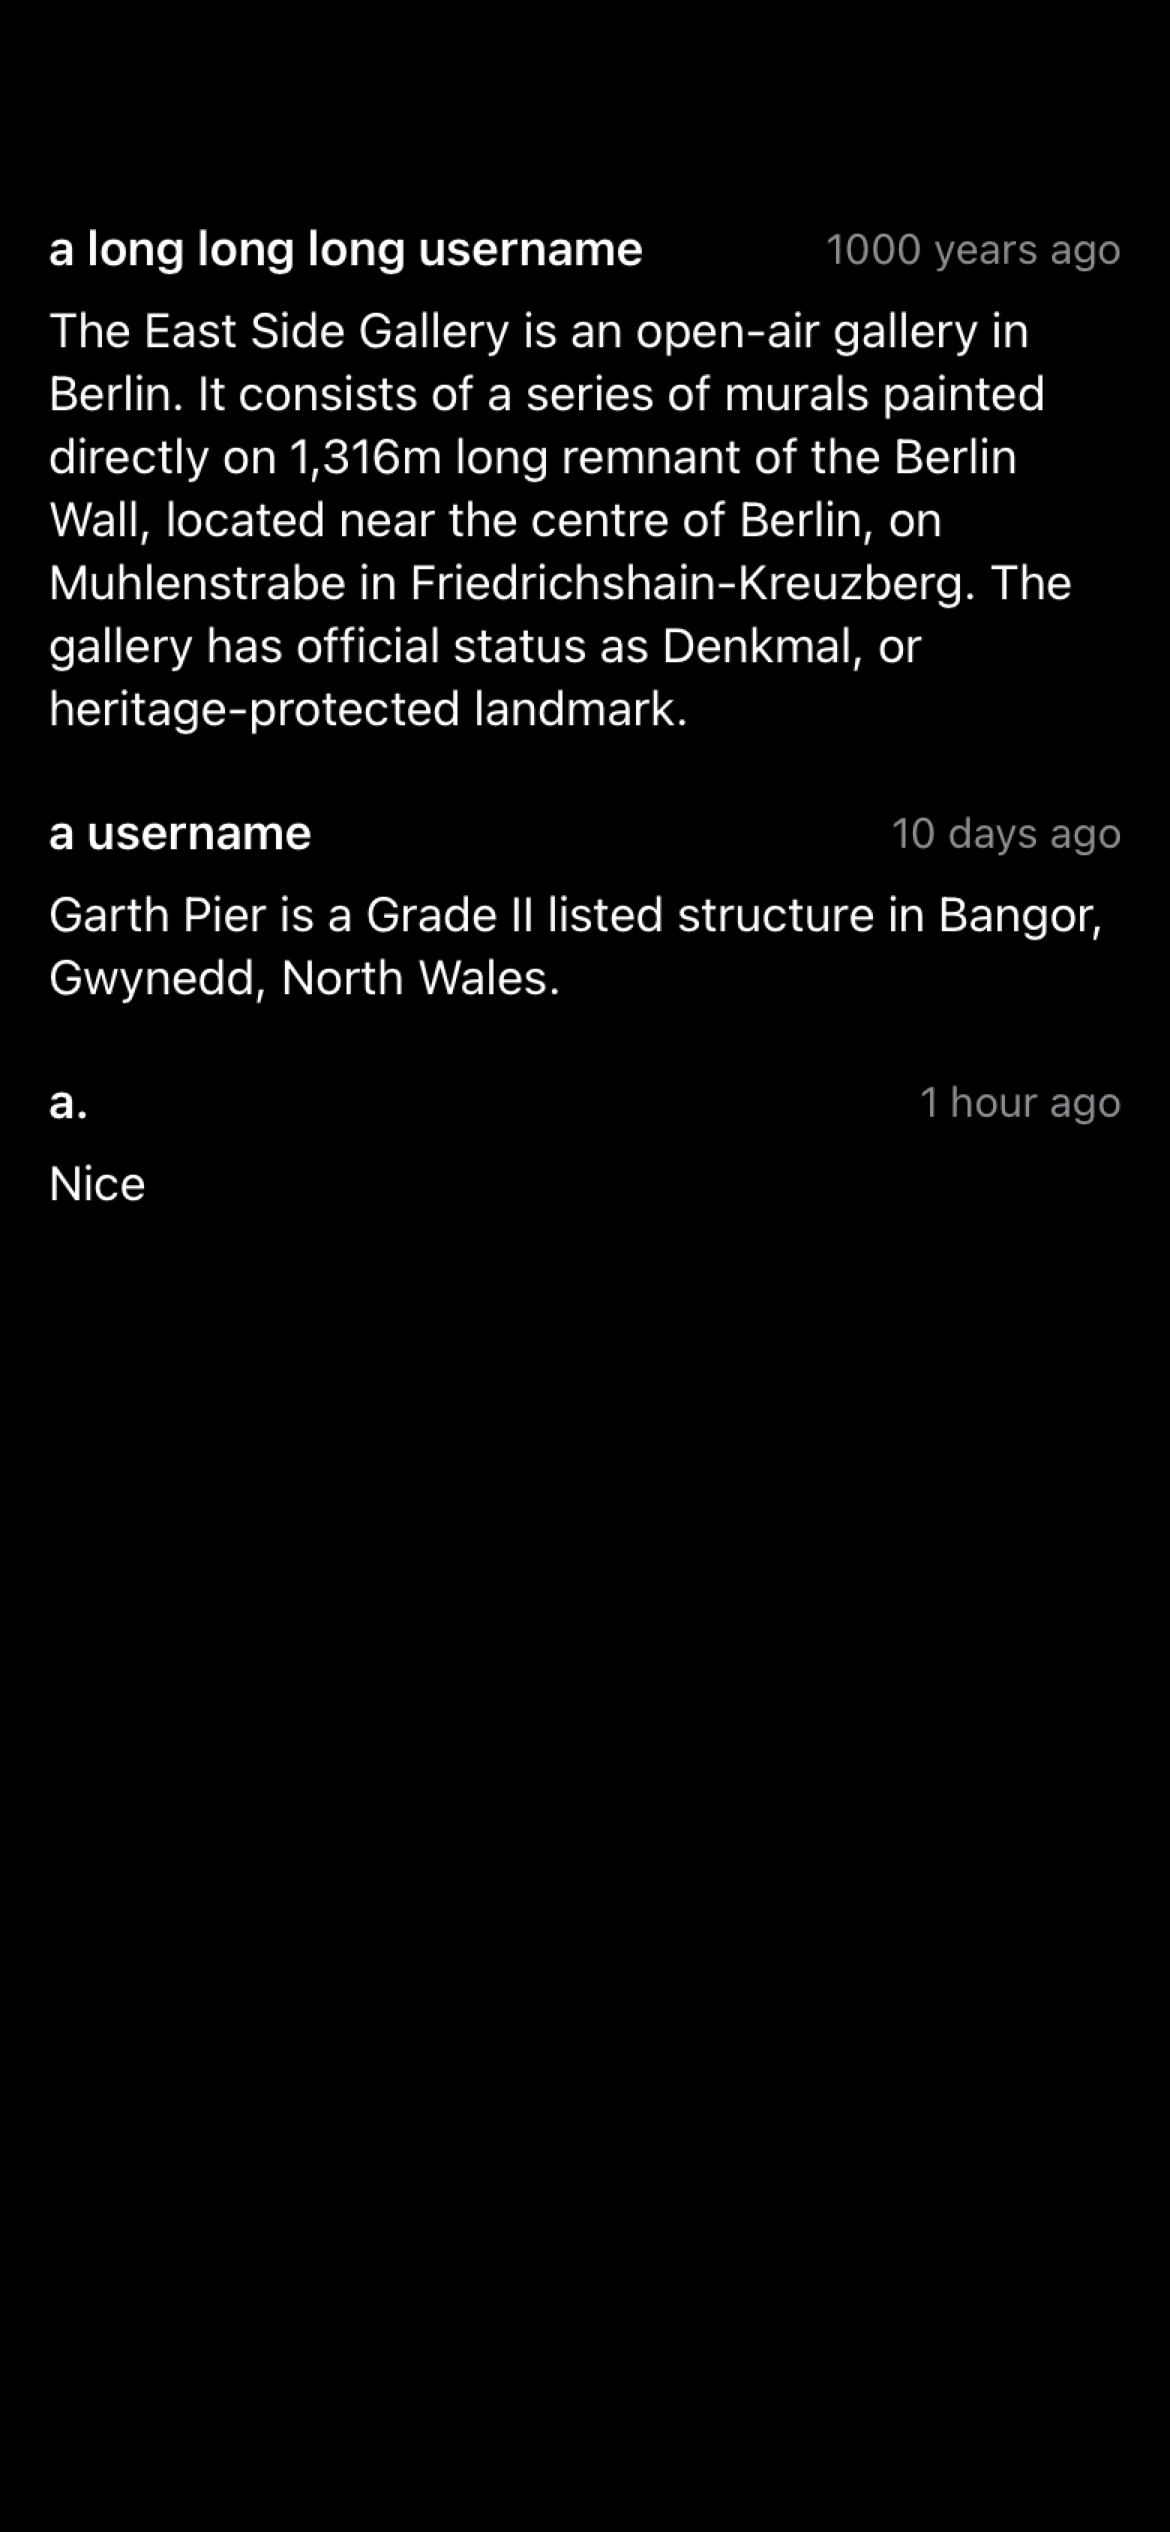 a long long long username
1000 years ago
The East Side Gallery is an open-air gallery in
Berlin. It consists of a series of murals painted
directly on 1,316m long remnant of the Berlin
Wall, located near the centre of Berlin, on
Muhlenstrabe in Friedrichshain-Kreuzberg. The
gallery has official status as Denkmal, or
heritage-protected landmark.
a username
10 days ago
Garth Pier is a Grade II listed structure in Bangor,
Gwynedd, North Wales.
a.
1 hour ago
Nice